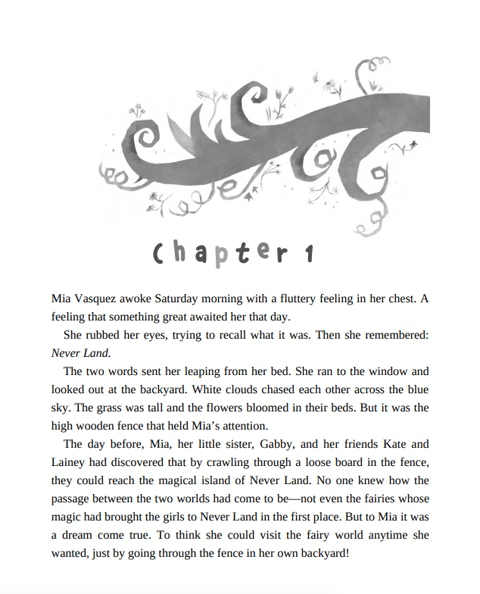 Chapter 1
Mia Vasquez awoke Saturday morning with a fluttery feeling in her chest. A
feeling that something great awaited her that day.
She rubbed her eyes, trying to recall what it was. Then she remembered:
Never Land.
The two words sent her leaping from her bed. She ran to the window and
looked out at the backyard. White clouds chased each other across the blue
sky. The grass was tall and the flowers bloomed in their beds. But it was the
high wooden fence that held Mia’s attention.
The day before, Mia, her little sister, Gabby, and her friends Kate and
Lainey had discovered that by crawling through a loose board in the fence,
they could reach the magical island of Never Land. No one knew how the
passage between the two worlds had come to be—not even the fairies whose
magic had brought the girls to Never Land in the first place. But to Mia it was
a dream come true. To think she could visit the fairy world anytime she
wanted, just by going through the fence in her own backyard!